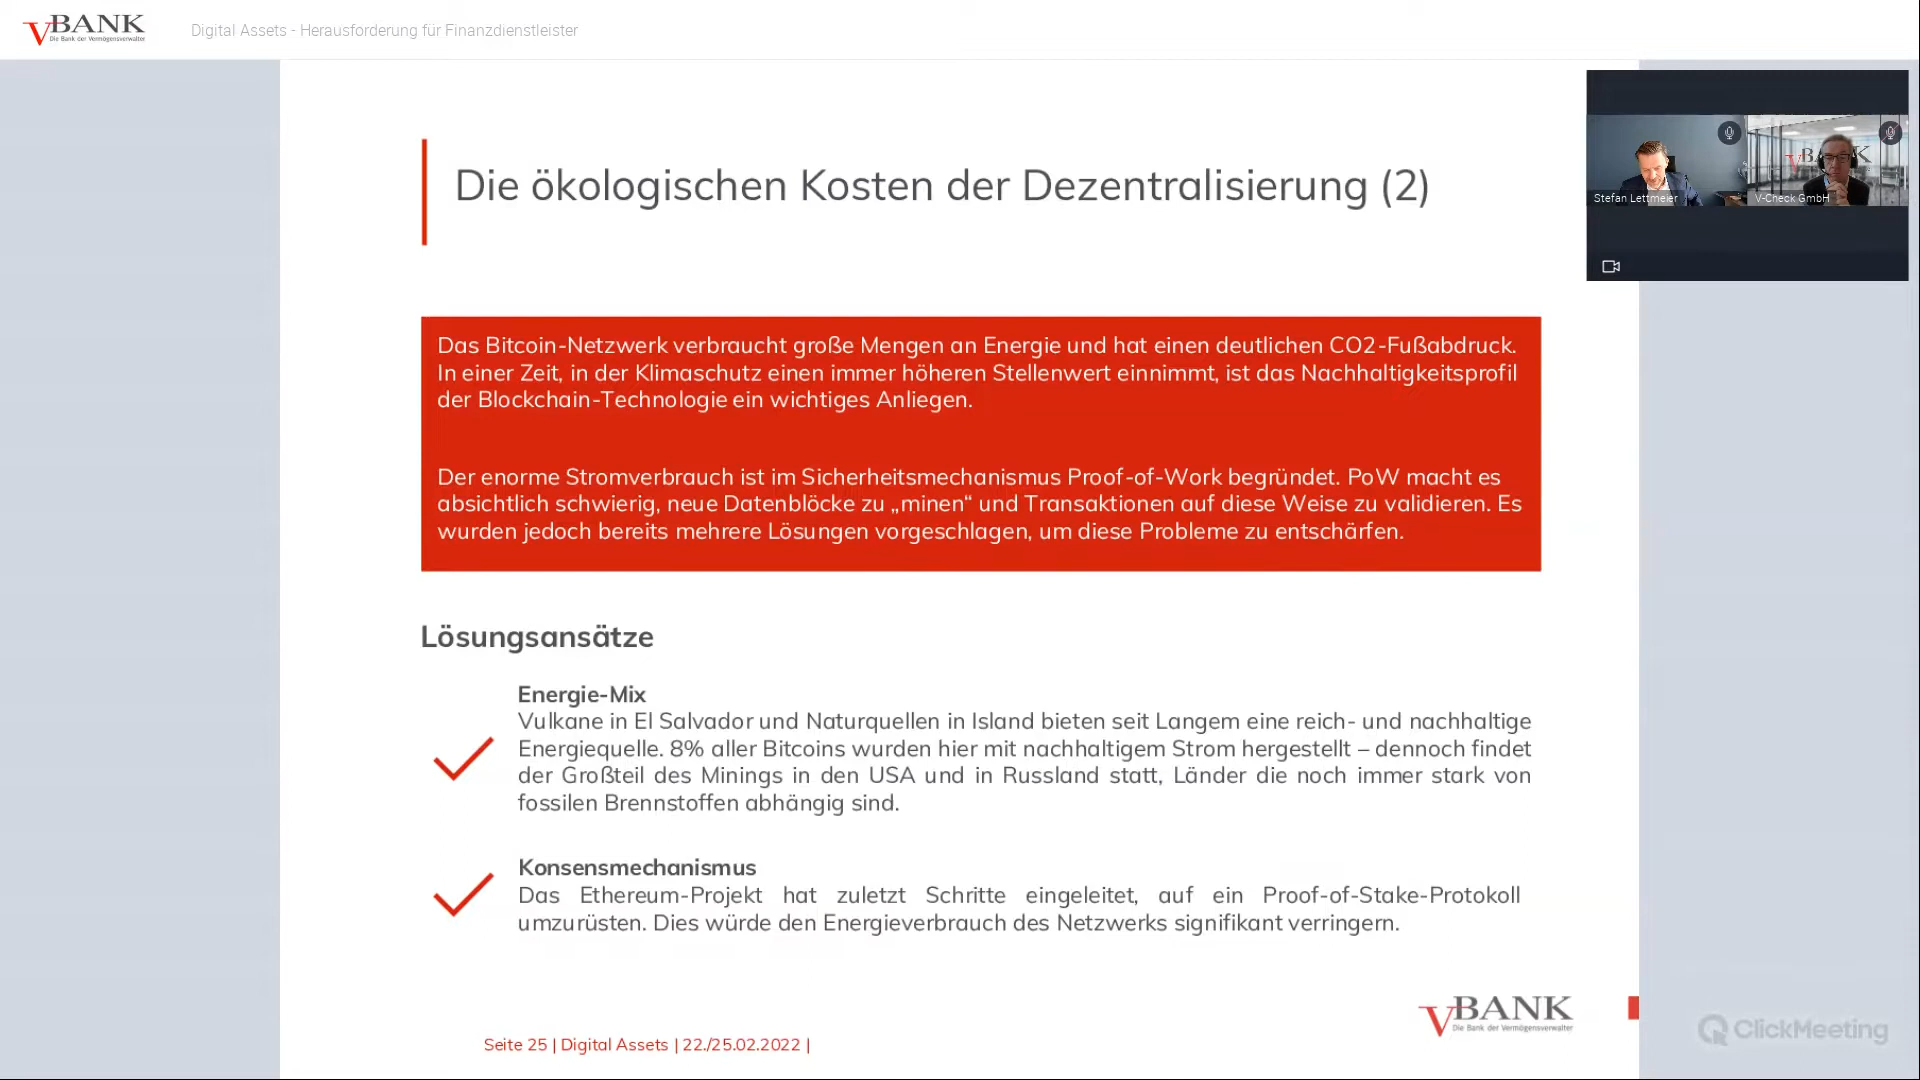 VBANK
Die Bank der Vermögensverwalter
Digital Assets - Herausforderung für Finanzdienstleister
Die ökologischen Kosten der Dezentralisierung (2)
VBANK
Stefan Lettmeier
V-Check GmbH
Das Bitcoin-Netzwerk verbraucht große Mengen an Energie und hat einen deutlichen CO2-Fußabdruck.
In einer Zeit, in der Klimaschutz einen immer höheren Stellenwert einnimmt, ist das Nachhaltigkeitsprofil
der Blockchain-Technologie ein wichtiges Anliegen.
Der enorme Stromverbrauch ist im Sicherheitsmechanismus Proof-of-Work begründet. PoW macht es
absichtlich schwierig, neue Datenblöcke zu „minen“ und Transaktionen auf diese Weise zu validieren. Es
wurden jedoch bereits mehrere Lösungen vorgeschlagen, um diese Probleme zu entschärfen.
Lösungsansätze
Energie-Mix
Vulkane in El Salvador und Naturquellen in Island bieten seit Langem eine reich- und nachhaltige
Energiequelle. 8% aller Bitcoins wurden hier mit nachhaltigem Strom hergestellt – dennoch findet
der Großteil des Minings in den USA und in Russland statt, Länder die noch immer stark von
fossilen Brennstoffen abhängig sind.
Konsensmechanismus
Das Ethereum-Projekt hat zuletzt Schritte eingeleitet, auf ein Proof-of-Stake-Protokoll
umzurüsten. Dies würde den Energieverbrauch des Netzwerks signifikant verringern.
VBANK
Die Bank der Vermögensverwalter
Seite 25 | Digital Assets | 22./25.02.2022 |
ClickMeeting